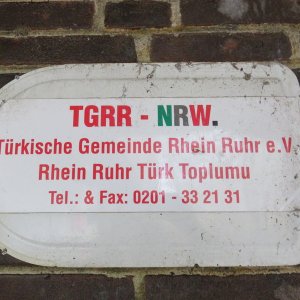 TGRR - NRW.
Türkische Gemeinde Rhein Ruhr e.V.
Rhein Ruhr Türk Toplumu
Tel.: & Fax: 0201 - 33 21 31